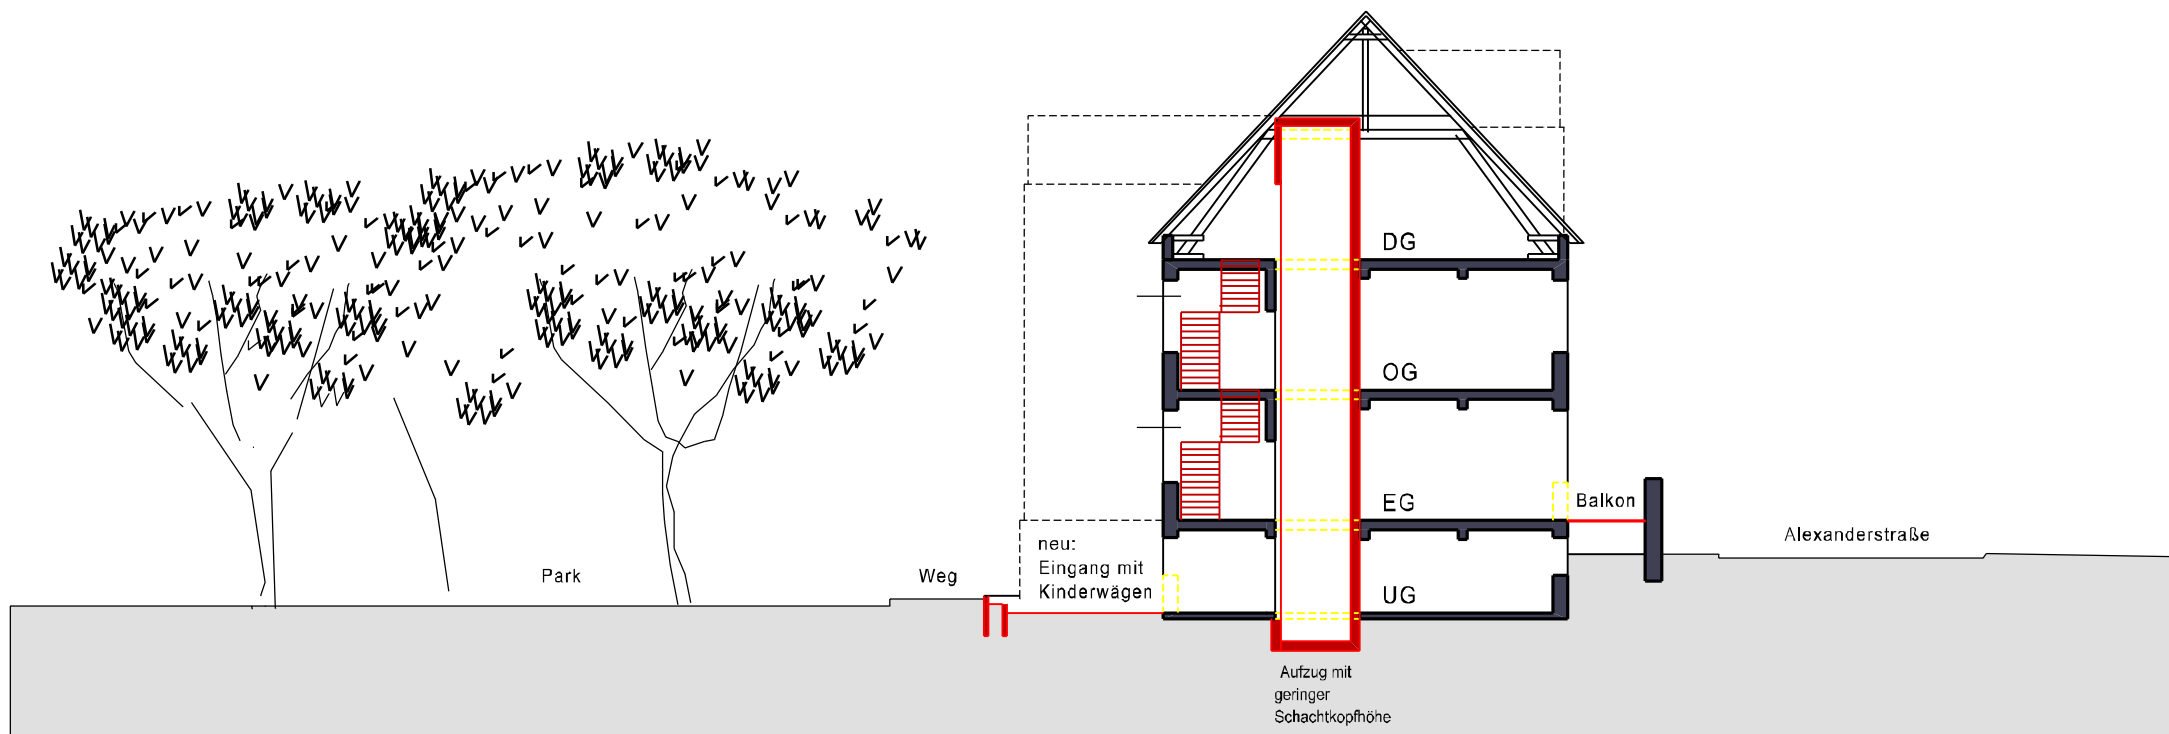 DG
OG
EG
Balkon
Alexanderstraße
neu:
Eingang mit
Kinderwägen
Park
Weg
UG
Aufzug mit
geringer
Schachtkopfhöhe